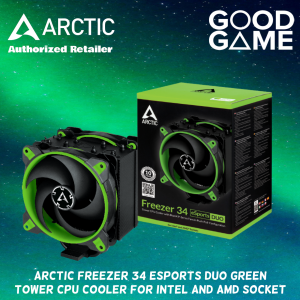 ARCTIC
Authorized Retailer
GOOD
GAME
ARCTIC
Freezer 34
eSports DUO
ARCTIC FREEZER 34 ESPORTS DUO GREEN
TOWER CPU COOLER FOR INTEL AND AMD SOCKET